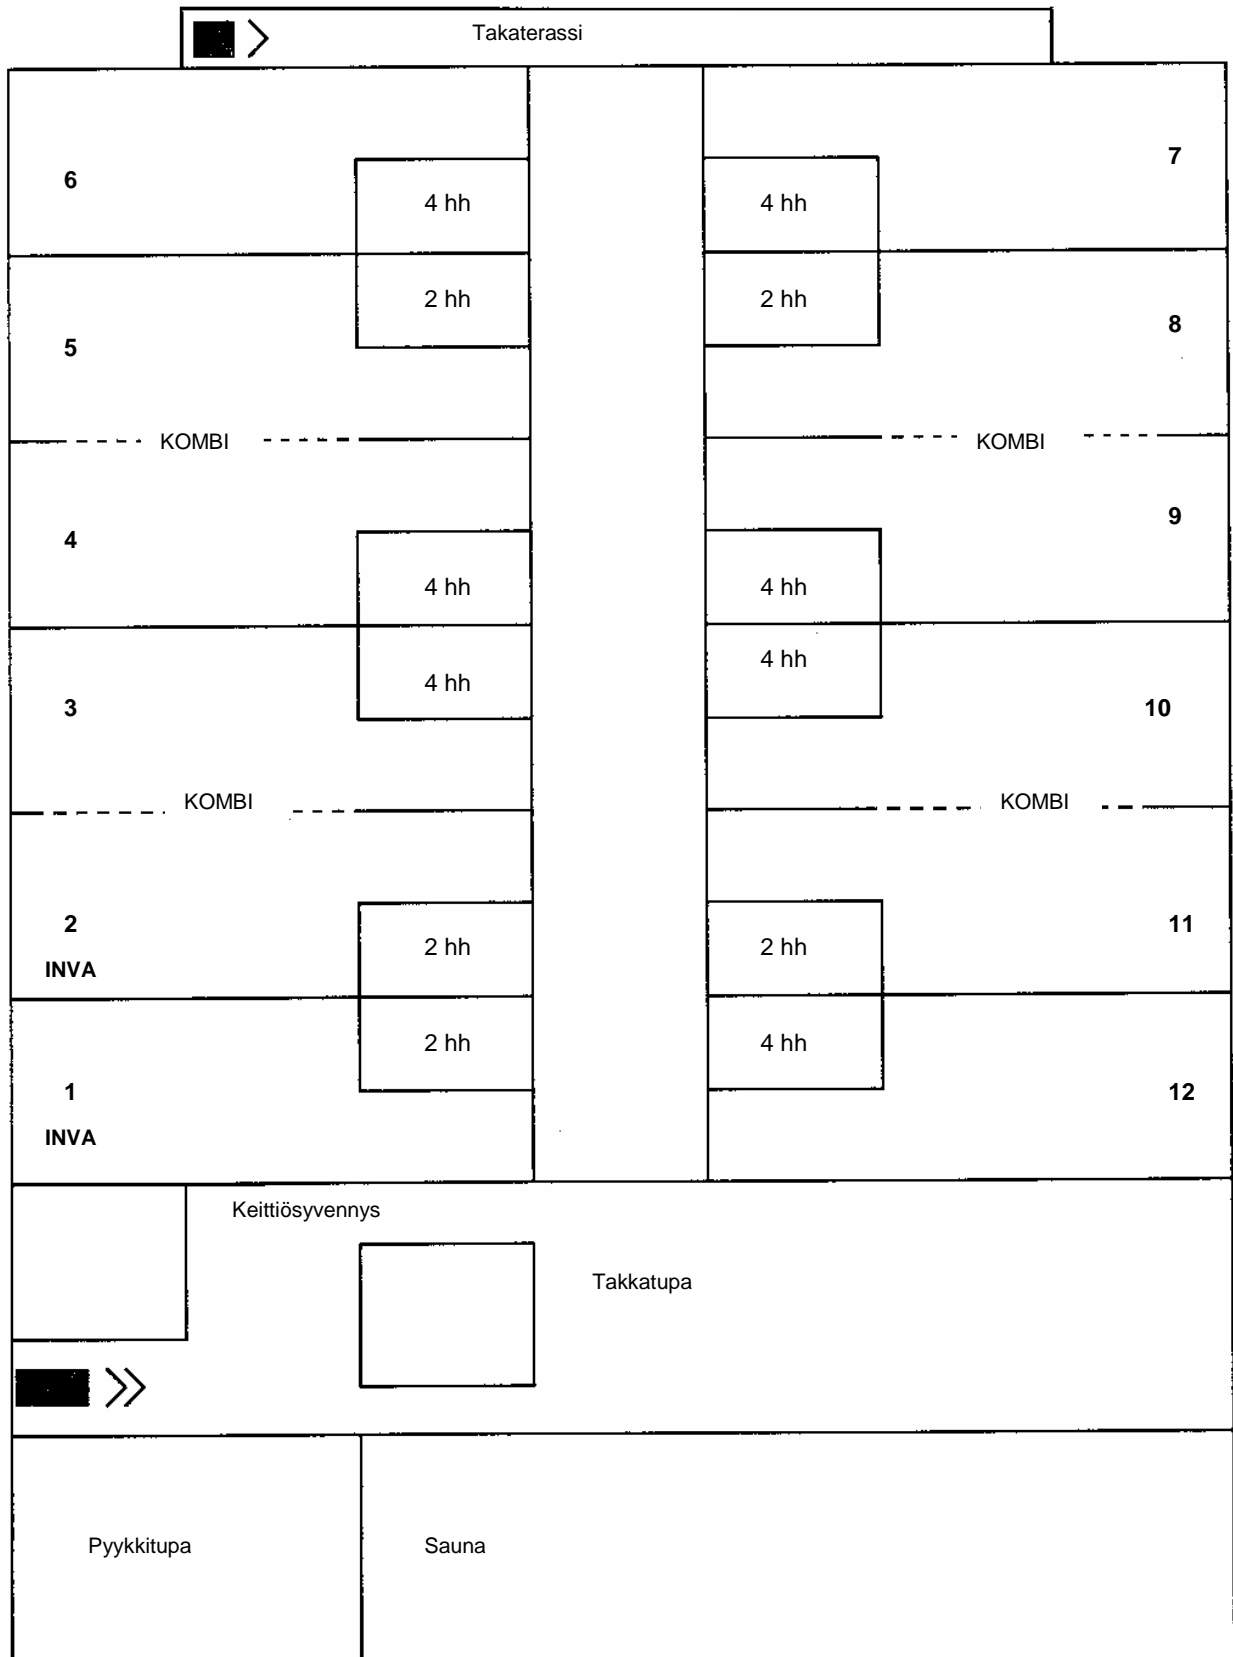 Takaterassi
7
6
4 hh
4 hh
2 hh
2 hh
8
5
KOMBI
KOMBI
9
4
4 hh
4 hh
4 hh
4 hh
3
10
KOMBI
KOMBI
2
11
2 hh
2 hh
INVA
2 hh
4 hh
1
12
INVA
Keittiösyvennys
Takkatupa
Pyykkitupa
Sauna